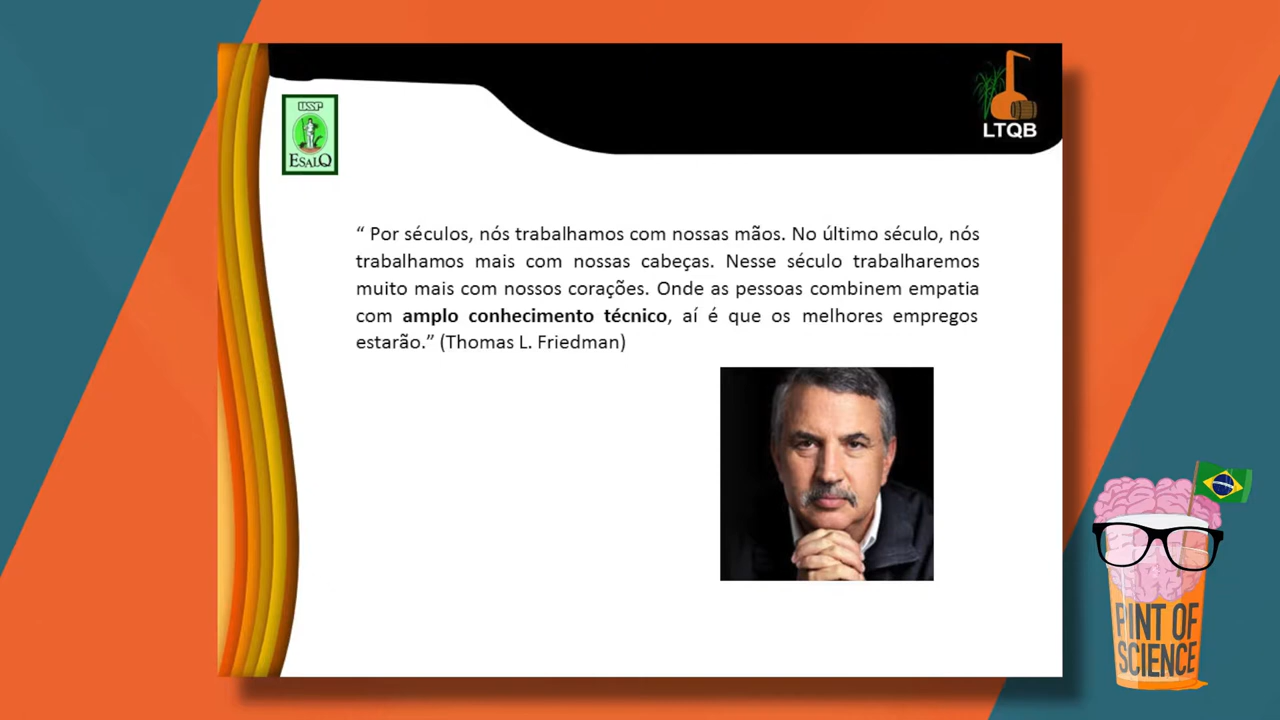 USP
ESALQ
LTQB
“ Por séculos, nós trabalhamos com nossas mãos. No último século, nós
trabalhamos mais com nossas cabeças. Nesse século trabalharemos
muito mais com nossos corações. Onde as pessoas combinem empatia
com amplo conhecimento técnico, aí é que os melhores empregos
estarão.” (Thomas L. Friedman)
PINT OF
SCIENCE